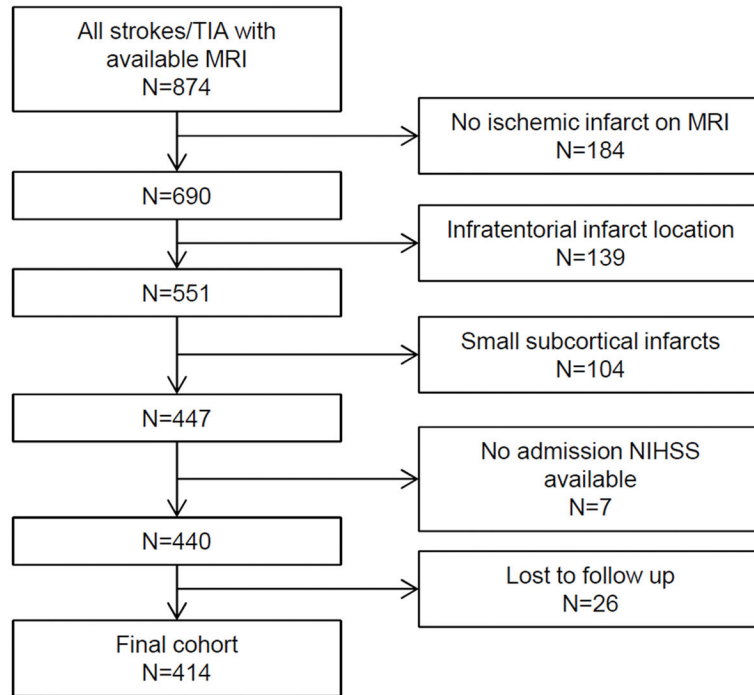 All strokes/TIA with
available MRI
N=874
No ischemic infarct on MRI
N=184
N=690
Infratentorial infarct location
N=139
N=551
Small subcortical infarcts
N=104
N=447
No admission NIHSS
available
N=7
N=440
Lost to follow up
N=26
Final cohort
N=414